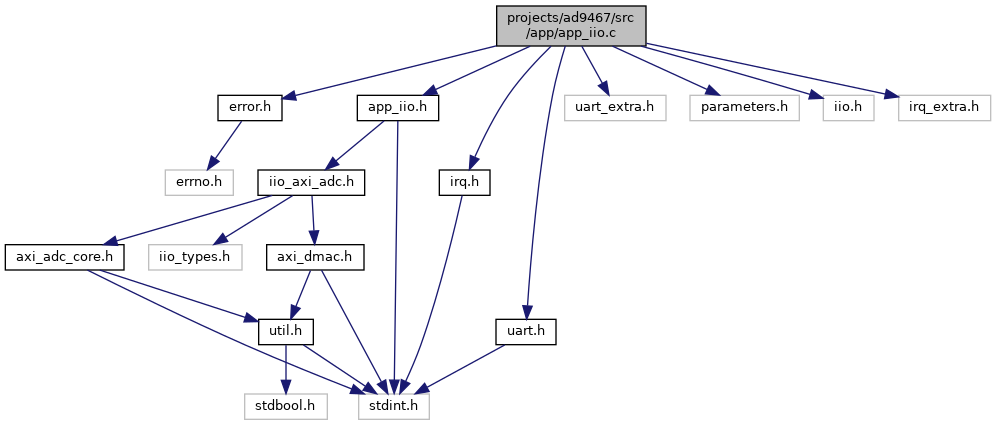 projects/ad9467/src
/app/app_iio.c
error.h
app_iio.h
uart_extra.h
parameters.h
iio.h
irq_extra.h
errno.h
iio_axi_adc.h
irq.h
axi_adc_core.h
iio_types.h
axi_dmac.h
util.h
uart.h
stdbool.h
stdint.h